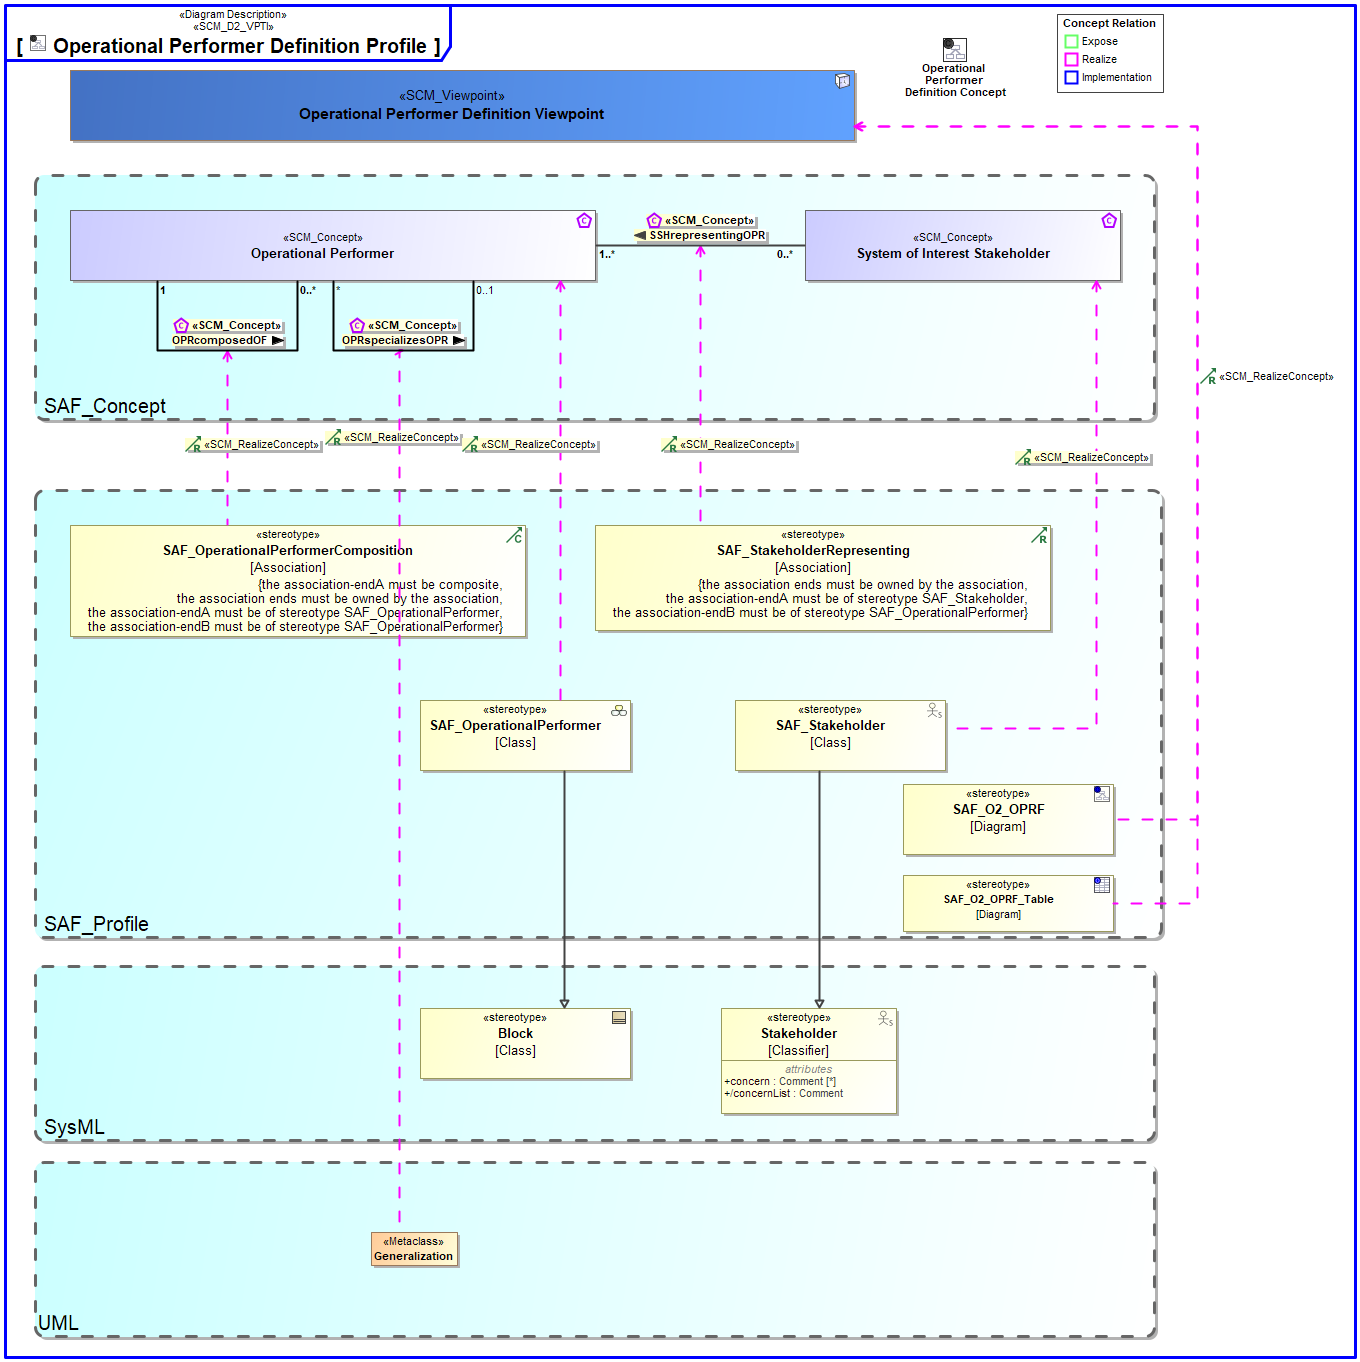 «Diagram Description»
«SCM_D2_VPTI»
[ Operational Performer Definition Profile ]
Concept Relation
Expose
Realize
Implementation
Operational
Performer
Definition Concept
«SCM_Viewpoint»
Operational Performer Definition Viewpoint
«SCM_Concept»
Operational Performer
«SCM_Concept»
SSHrepresentingOPR
1..*
0..*
«SCM_Concept»
System of Interest Stakeholder
1
0..*
*
0..1
«SCM_Concept»
OPRcomposedOF
«SCM_Concept»
OPRspecializesOPR
SAF_Concept
«SCM_RealizeConcept»
«SCM_RealizeConcept»
«SCM_RealizeConcept»
«SCM_RealizeConcept»
«SCM_RealizeConcept»
«SCM_RealizeConcept»
«stereotype»
SAF_OperationalPerformerComposition
[Association]
{the association-endA must be composite,
the association ends must be owned by the association,
the association-endA must be of stereotype SAF_OperationalPerformer,
the association-endB must be of stereotype SAF_OperationalPerformer}
«stereotype»
SAF_StakeholderRepresenting
[Association]
{the association ends must be owned by the association,
the association-endA must be of stereotype SAF_Stakeholder,
the association-endB must be of stereotype SAF_OperationalPerformer}
«stereotype»
SAF_OperationalPerformer
[Class]
«stereotype»
SAF_Stakeholder
[Class]
«stereotype»
SAF_O2_OPRF
[Diagram]
«stereotype»
SAF_O2_OPRF_Table
[Diagram]
SAF_Profile
«stereotype»
Block
[Class]
«stereotype»
Stakeholder
[Classifier]
attributes
+concern : Comment [*]
+/concernList : Comment
SysML
«Metaclass»
Generalization
UML